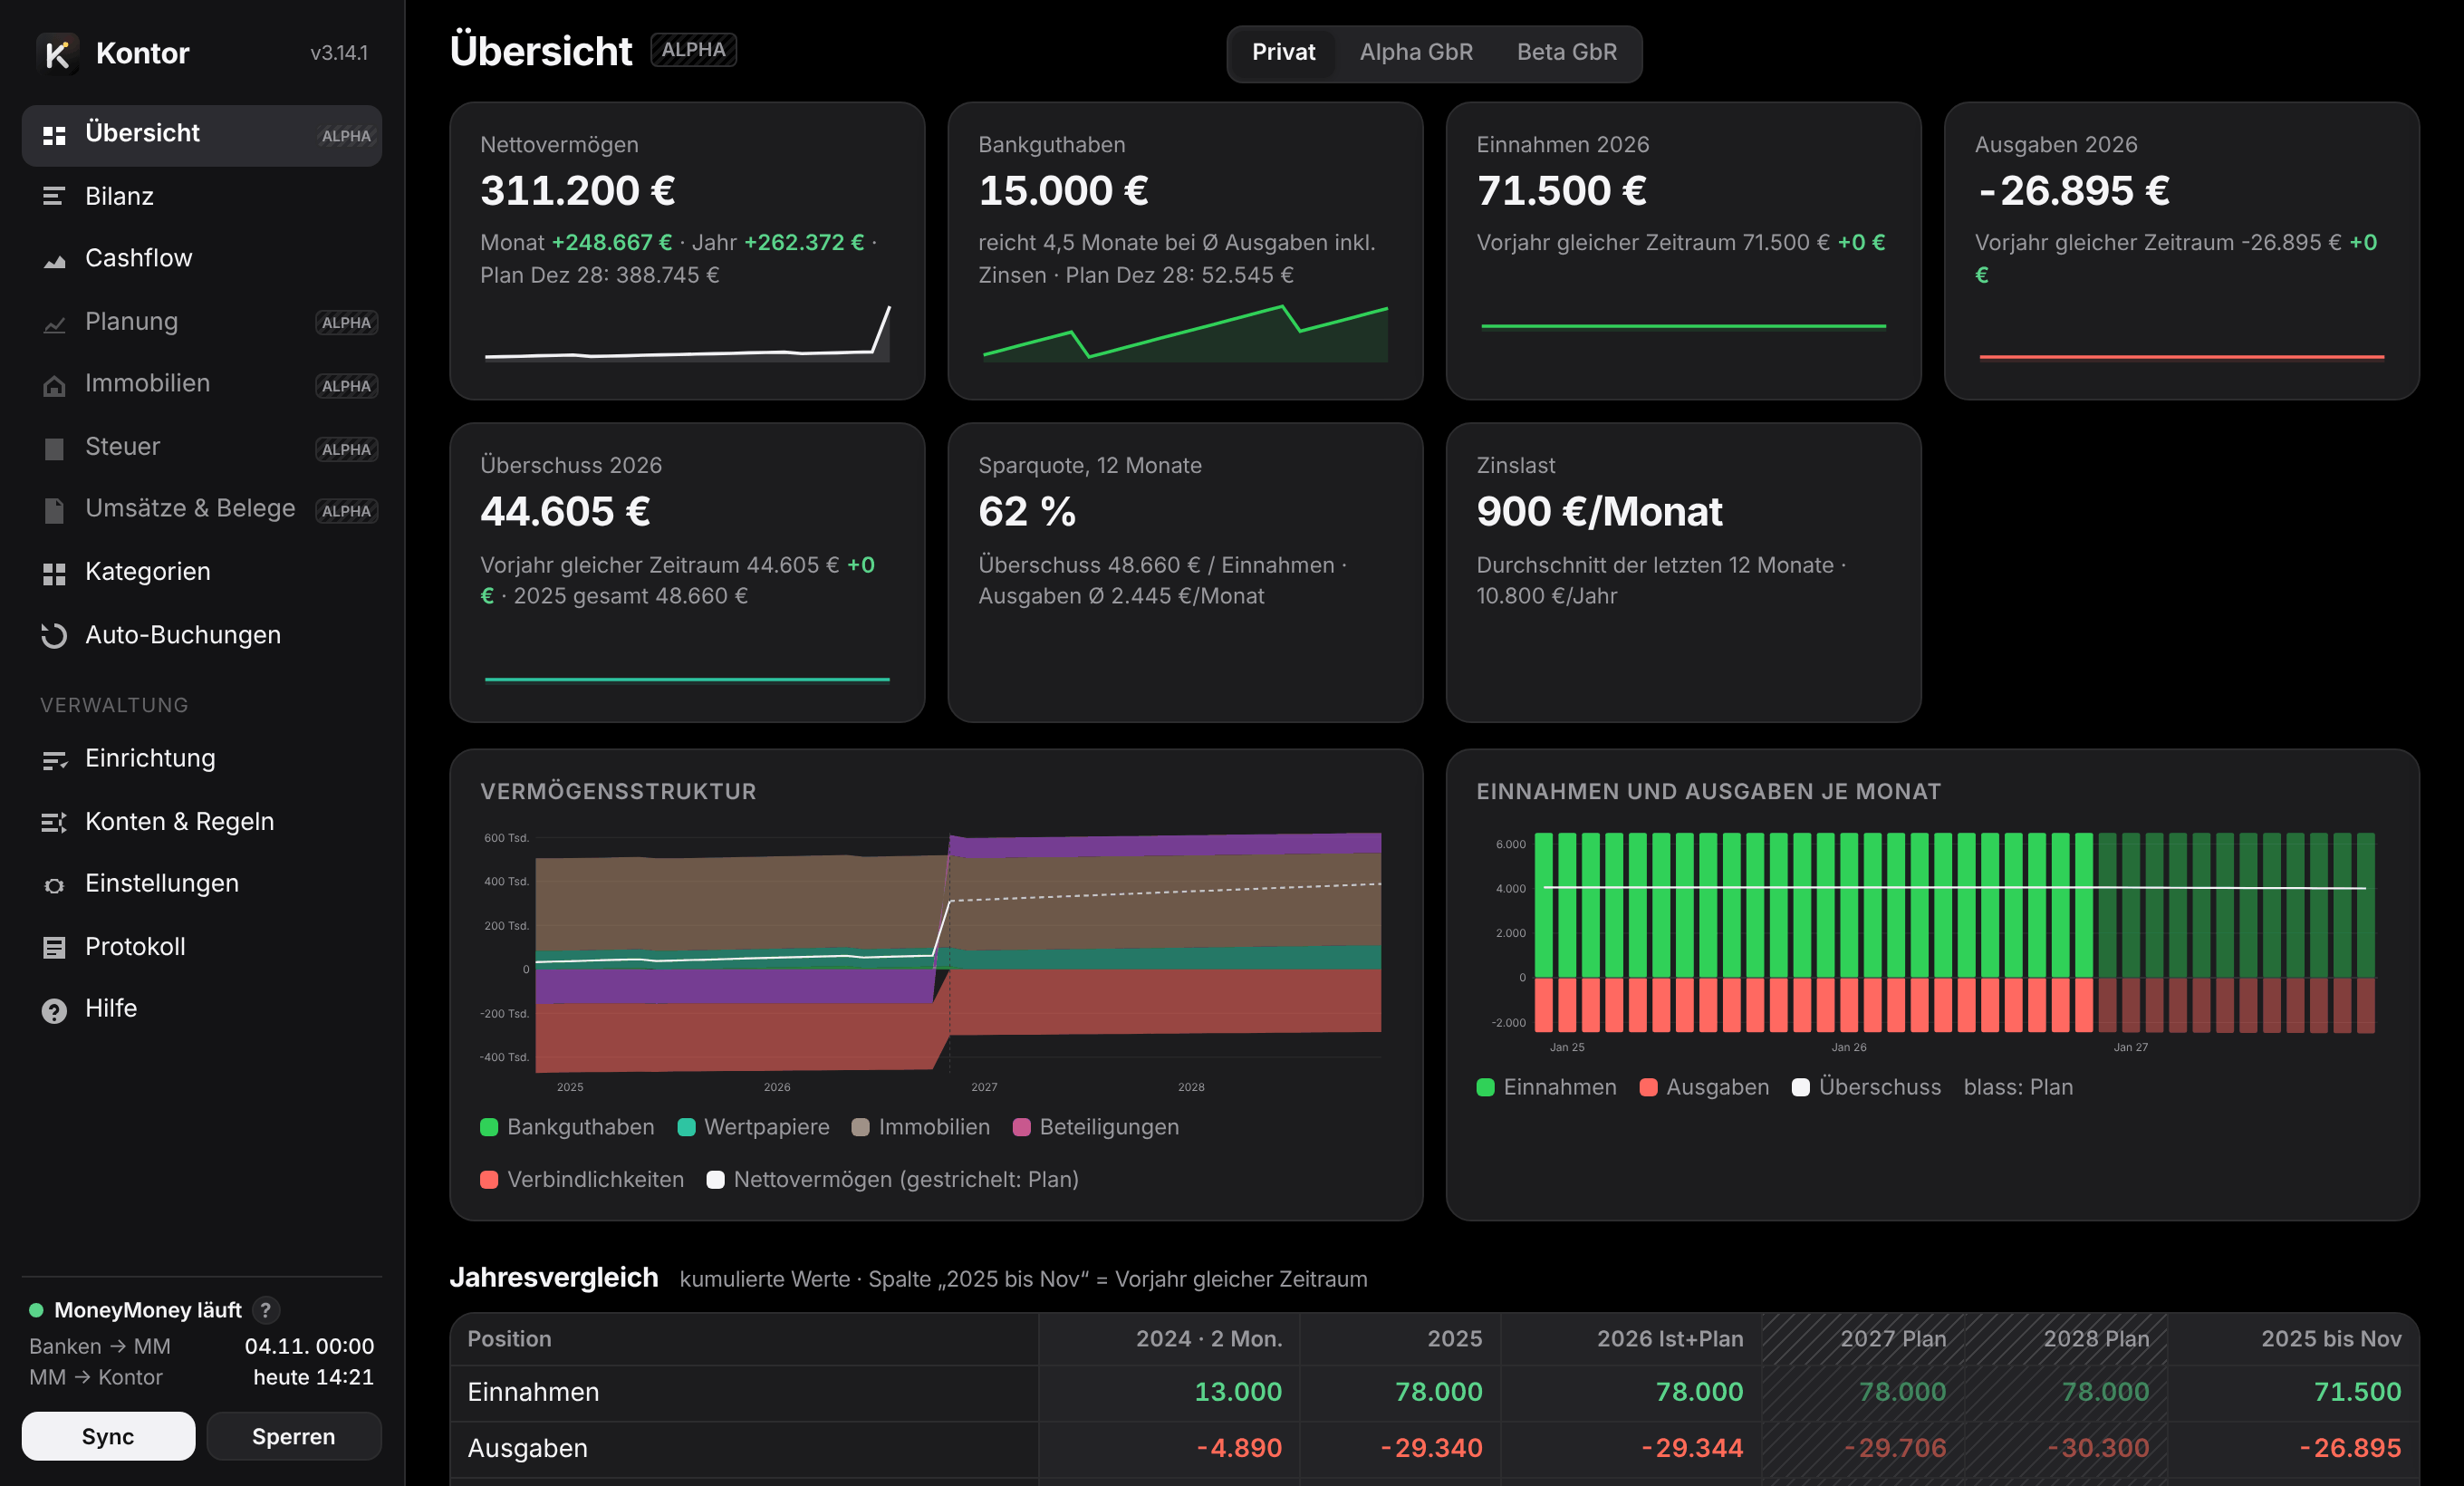 Kontor
v3.14.1
Übersicht ALPHA
Bilanz
Cashflow
Planung ALPHA
Immobilien ALPHA
Steuer ALPHA
Umsätze & Belege ALPHA
Kategorien
Auto-Buchungen
VERWALTUNG
Einrichtung
Konten & Regeln
Einstellungen
Protokoll
Hilfe
MoneyMoney läuft ?
Banken → MM 04.11. 00:00
MM → Kontor heute 14:21
Sync Sperren
Übersicht ALPHA
Privat Alpha GbR Beta GbR
Nettovermögen
311.200 €
Monat +248.667 € · Jahr +262.372 € ·
Plan Dez 28: 388.745 €
Bankguthaben
15.000 €
reicht 4,5 Monate bei Ø Ausgaben inkl.
Zinsen · Plan Dez 28: 52.545 €
Einnahmen 2026
71.500 €
Vorjahr gleicher Zeitraum 71.500 € +0 €
Ausgaben 2026
-26.895 €
Vorjahr gleicher Zeitraum -26.895 € +0
€
Überschuss 2026
44.605 €
Vorjahr gleicher Zeitraum 44.605 € +0
€ · 2025 gesamt 48.660 €
Sparquote, 12 Monate
62 %
Überschuss 48.660 € / Einnahmen ·
Ausgaben Ø 2.445 €/Monat
Zinslast
900 €/Monat
Durchschnitt der letzten 12 Monate ·
10.800 €/Jahr
VERMÖGENSSTRUKTUR
600 Tsd.
400 Tsd.
200 Tsd.
0
-200 Tsd.
-400 Tsd.
2025 2026 2027 2028
Bankguthaben Wertpapiere Immobilien Beteiligungen
Verbindlichkeiten Nettovermögen (gestrichelt: Plan)
EINNAHMEN UND AUSGABEN JE MONAT
6.000
4.000
2.000
0
-2.000
Jan 25 Jan 26 Jan 27
Einnahmen Ausgaben Überschuss blass: Plan
Jahresvergleich kumulierte Werte · Spalte „2025 bis Nov“ = Vorjahr gleicher Zeitraum
Position 2024 · 2 Mon. 2025 2026 Ist+Plan 2027 Plan 2028 Plan 2025 bis Nov
Einnahmen 13.000 78.000 78.000 78.000 78.000 71.500
Ausgaben -4.890 -29.340 -29.344 -29.706 -30.300 -26.895